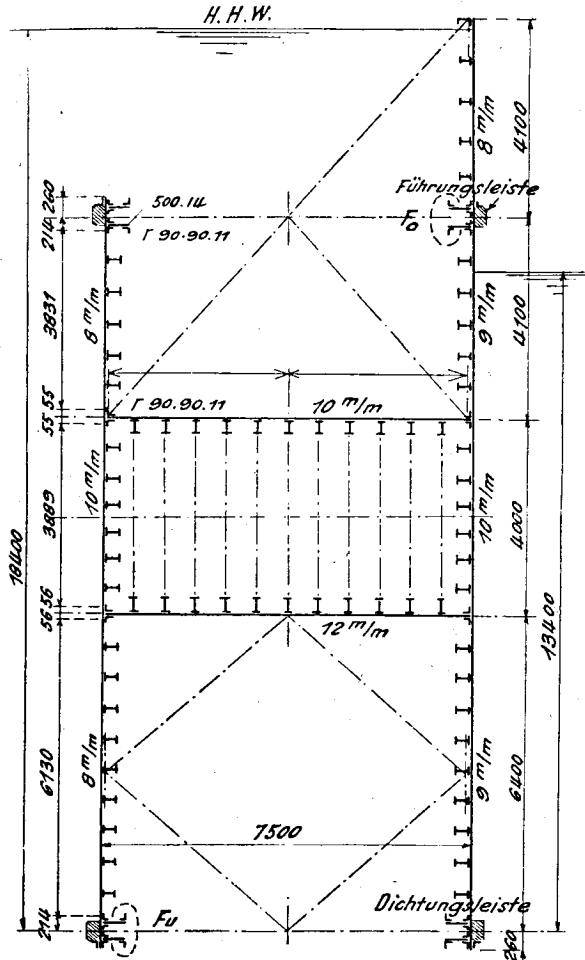 H.H.W.
8 m/m
4100
260
500.14
Führungsleiste
Fo
214
Γ 90.90.11
8 m/m
3831
9 m/m
4100
55 55
Γ 90.90.11
10 m/m
10 m/m
3889
10 m/m
4000
18400
56 56
12 m/m
13400
8 m/m
6130
9 m/m
6400
7500
214
Fu
Dichtungsleiste
260